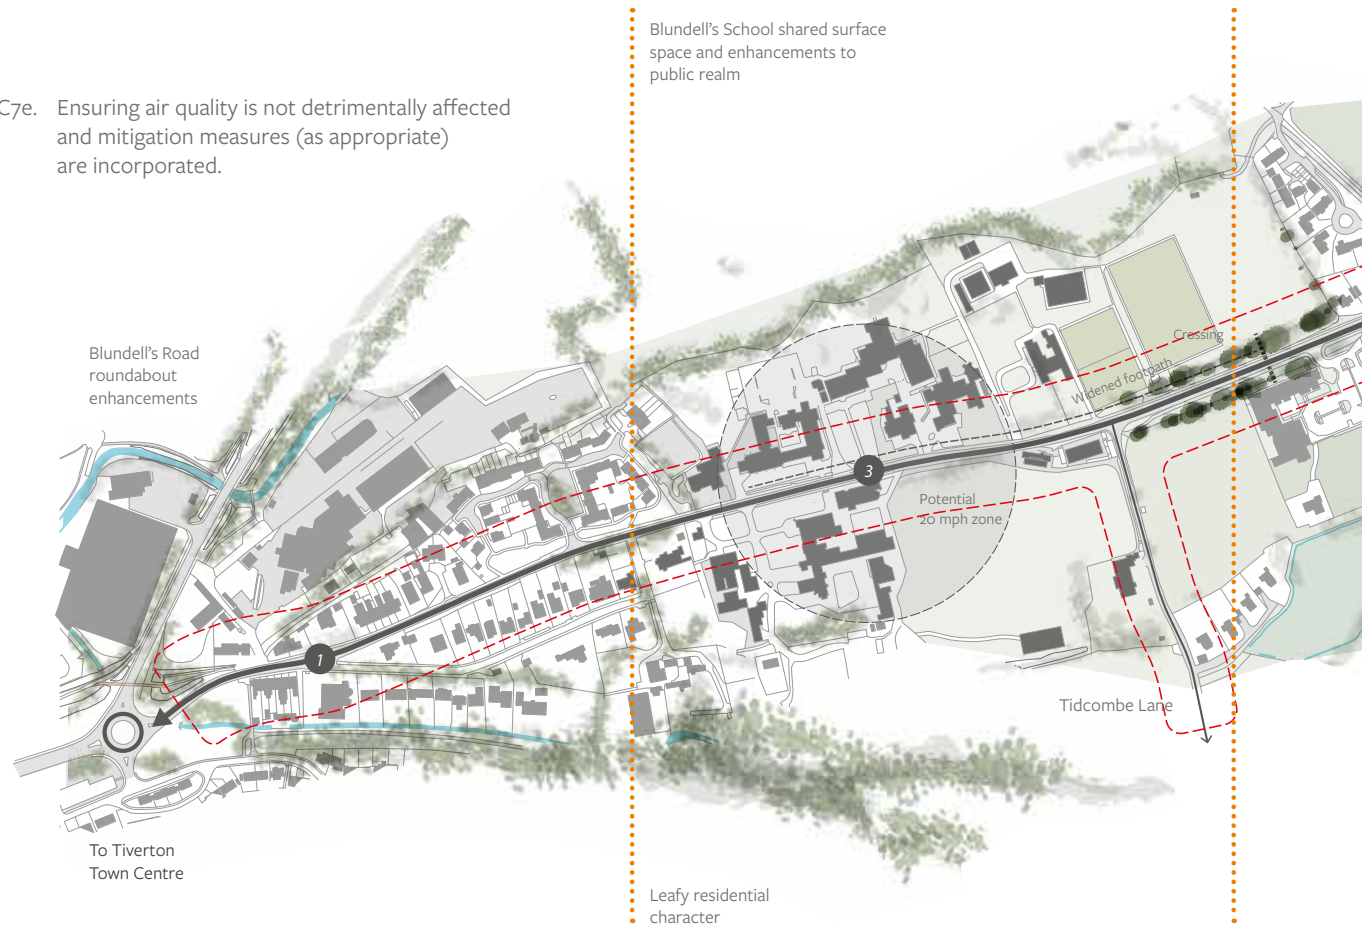 Blundell's School shared surface
space and enhancements to
public realm
C7e. Ensuring air quality is not detrimentally affected
and mitigation measures (as appropriate)
are incorporated.
Blundell's Road
roundabout
enhancements
Crossing
Widened footpath
3
Potential
20 mph zone
1
Tidcombe Lane
To Tiverton
Town Centre
Leafy residential
character